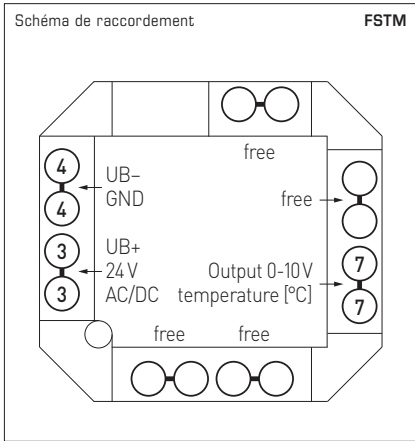 Schéma de raccordement FSTM
free
4 UB–
4 GND
free
3 UB+
3 24 V
AC/DC
Output 0-10 V 7
temperature [°C] 7
free free